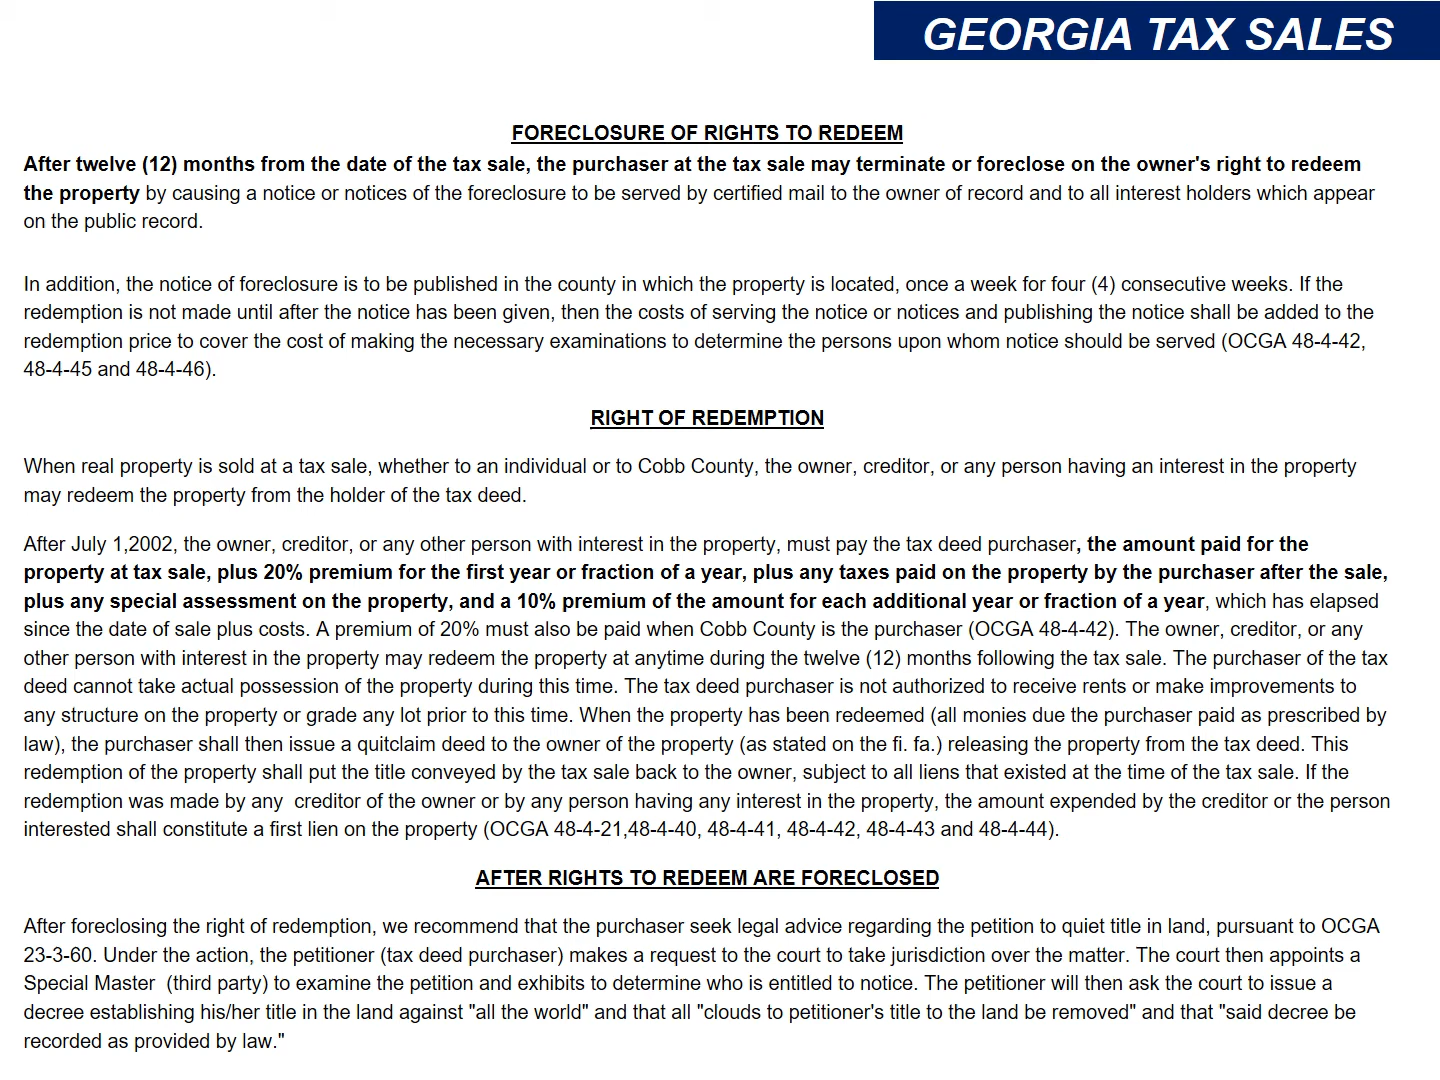 GEORGIA TAX SALES
FORECLOSURE OF RIGHTS TO REDEEM
After twelve (12) months from the date of the tax sale, the purchaser at the tax sale may terminate or foreclose on the owner's right to redeem
the property by causing a notice or notices of the foreclosure to be served by certified mail to the owner of record and to all interest holders which appear
on the public record.
In addition, the notice of foreclosure is to be published in the county in which the property is located, once a week for four (4) consecutive weeks. If the
redemption is not made until after the notice has been given, then the costs of serving the notice or notices and publishing the notice shall be added to the
redemption price to cover the cost of making the necessary examinations to determine the persons upon whom notice should be served (OCGA 48-4-42,
48-4-45 and 48-4-46).
RIGHT OF REDEMPTION
When real property is sold at a tax sale, whether to an individual or to Cobb County, the owner, creditor, or any person having an interest in the property
may redeem the property from the holder of the tax deed.
After July 1,2002, the owner, creditor, or any other person with interest in the property, must pay the tax deed purchaser, the amount paid for the
property at tax sale, plus 20% premium for the first year or fraction of a year, plus any taxes paid on the property by the purchaser after the sale,
plus any special assessment on the property, and a 10% premium of the amount for each additional year or fraction of a year, which has elapsed
since the date of sale plus costs. A premium of 20% must also be paid when Cobb County is the purchaser (OCGA 48-4-42). The owner, creditor, or any
other person with interest in the property may redeem the property at anytime during the twelve (12) months following the tax sale. The purchaser of the tax
deed cannot take actual possession of the property during this time. The tax deed purchaser is not authorized to receive rents or make improvements to
any structure on the property or grade any lot prior to this time. When the property has been redeemed (all monies due the purchaser paid as prescribed by
law), the purchaser shall then issue a quitclaim deed to the owner of the property (as stated on the fi. fa.) releasing the property from the tax deed. This
redemption of the property shall put the title conveyed by the tax sale back to the owner, subject to all liens that existed at the time of the tax sale. If the
redemption was made by any creditor of the owner or by any person having any interest in the property, the amount expended by the creditor or the person
interested shall constitute a first lien on the property (OCGA 48-4-21,48-4-40, 48-4-41, 48-4-42, 48-4-43 and 48-4-44).
AFTER RIGHTS TO REDEEM ARE FORECLOSED
After foreclosing the right of redemption, we recommend that the purchaser seek legal advice regarding the petition to quiet title in land, pursuant to OCGA
23-3-60. Under the action, the petitioner (tax deed purchaser) makes a request to the court to take jurisdiction over the matter. The court then appoints a
Special Master (third party) to examine the petition and exhibits to determine who is entitled to notice. The petitioner will then ask the court to issue a
decree establishing his/her title in the land against "all the world" and that all "clouds to petitioner's title to the land be removed" and that "said decree be
recorded as provided by law."